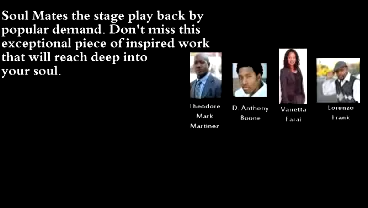 Soul Mates the stage play back by
popular demand. Don't miss this
exceptional piece of inspired work
that will reach deep into
your soul.
Theodore
Mark
Martinez
D. Anthony
Boone
Vanetta
Lorenzo
Frank